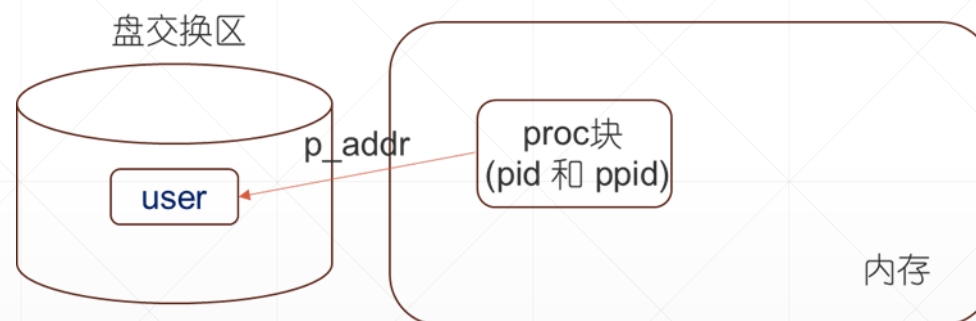 盘交换区
p_addr
proc块
(pid 和 ppid)
user
内存